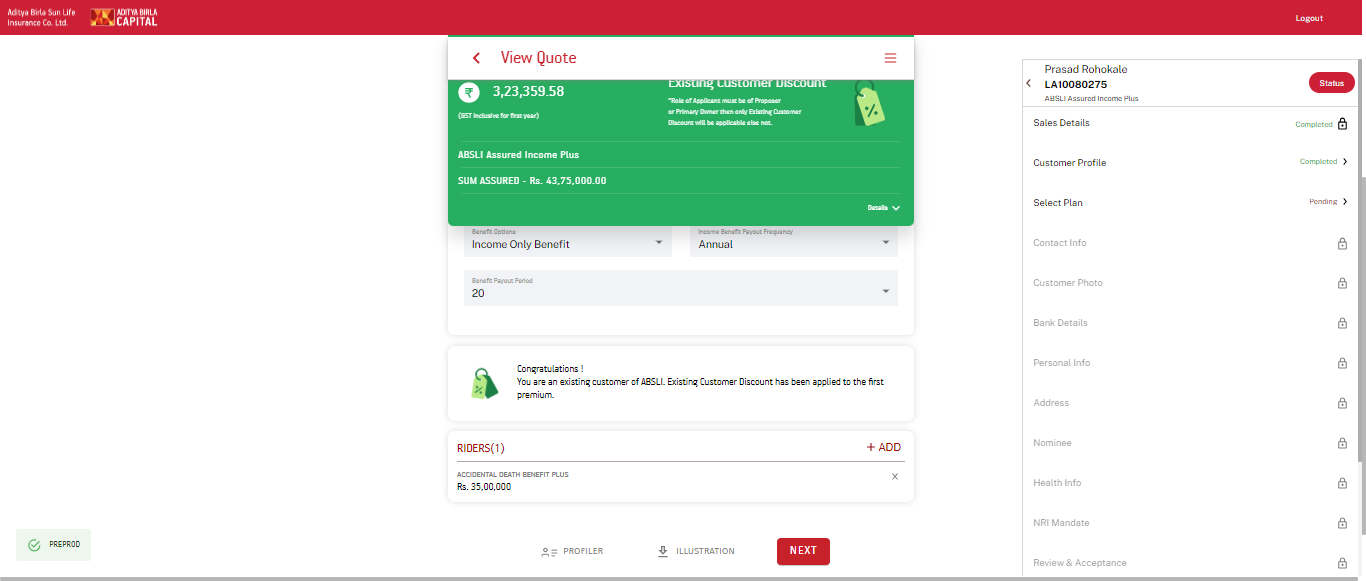 Aditya Birla Sun Life
Insurance Co. Ltd.
ADITYA BIRLA
CAPITAL
Logout
View Quote
₹ 3,23,359.58
(GST Inclusive for first year)
Existing Customer Discount
*Role of Applicant must be of Proposer
or Primary Owner then only Existing Customer
Discount will be applicable else not.
ABSLI Assured Income Plus
SUM ASSURED - Rs. 43,75,000.00
Details
Benefit Options
Income Only Benefit
Income Benefit Payout Frequency
Annual
Benefit Payout Period
20
Congratulations !
You are an existing customer of ABSLI. Existing Customer Discount has been applied to the first
premium.
RIDERS(1)
+ ADD
ACCIDENTAL DEATH BENEFIT PLUS
Rs. 35,00,000
PREPROD
PROFILER
ILLUSTRATION
NEXT
Prasad Rohokale
LA10080275
ABSLI Assured Income Plus
Status
Sales Details
Completed
Customer Profile
Completed
Select Plan
Pending
Contact Info
Customer Photo
Bank Details
Personal Info
Address
Nominee
Health Info
NRI Mandate
Review & Acceptance